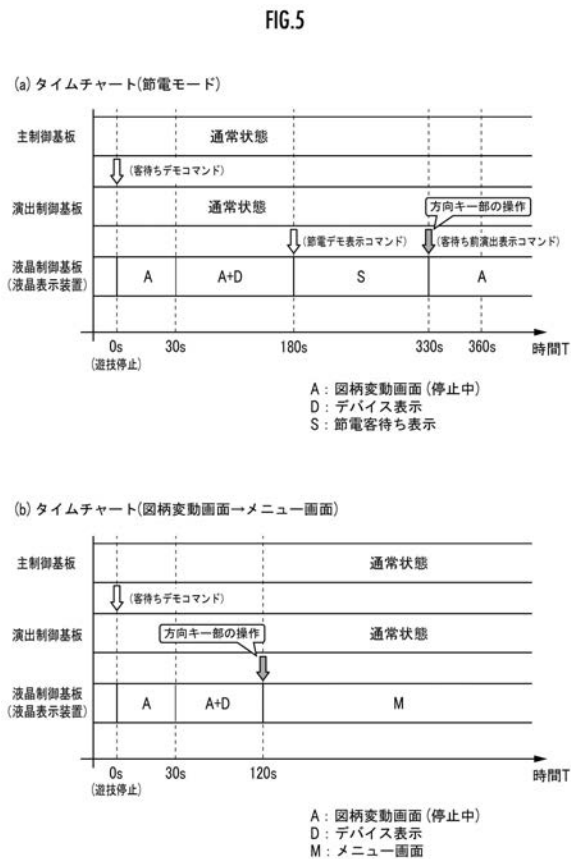 FIG.5
(a) タイムチャート(節電モード)
主制御基板
通常状態
(客待ちデモコマンド)
演出制御基板
通常状態
方向キー部の操作
(節電デモ表示コマンド)
(客待ち前演出表示コマンド)
液晶制御基板
(液晶表示装置)
A
A+D
S
A
0s
30s
180s
330s
360s
時間T
(遊技停止)
A：図柄変動画面(停止中)
D：デバイス表示
S：節電客待ち表示
(b) タイムチャート(図柄変動画面→メニュー画面)
主制御基板
通常状態
(客待ちデモコマンド)
演出制御基板
方向キー部の操作
通常状態
液晶制御基板
(液晶表示装置)
A
A+D
M
0s
30s
120s
時間T
(遊技停止)
A：図柄変動画面(停止中)
D：デバイス表示
M：メニュー画面